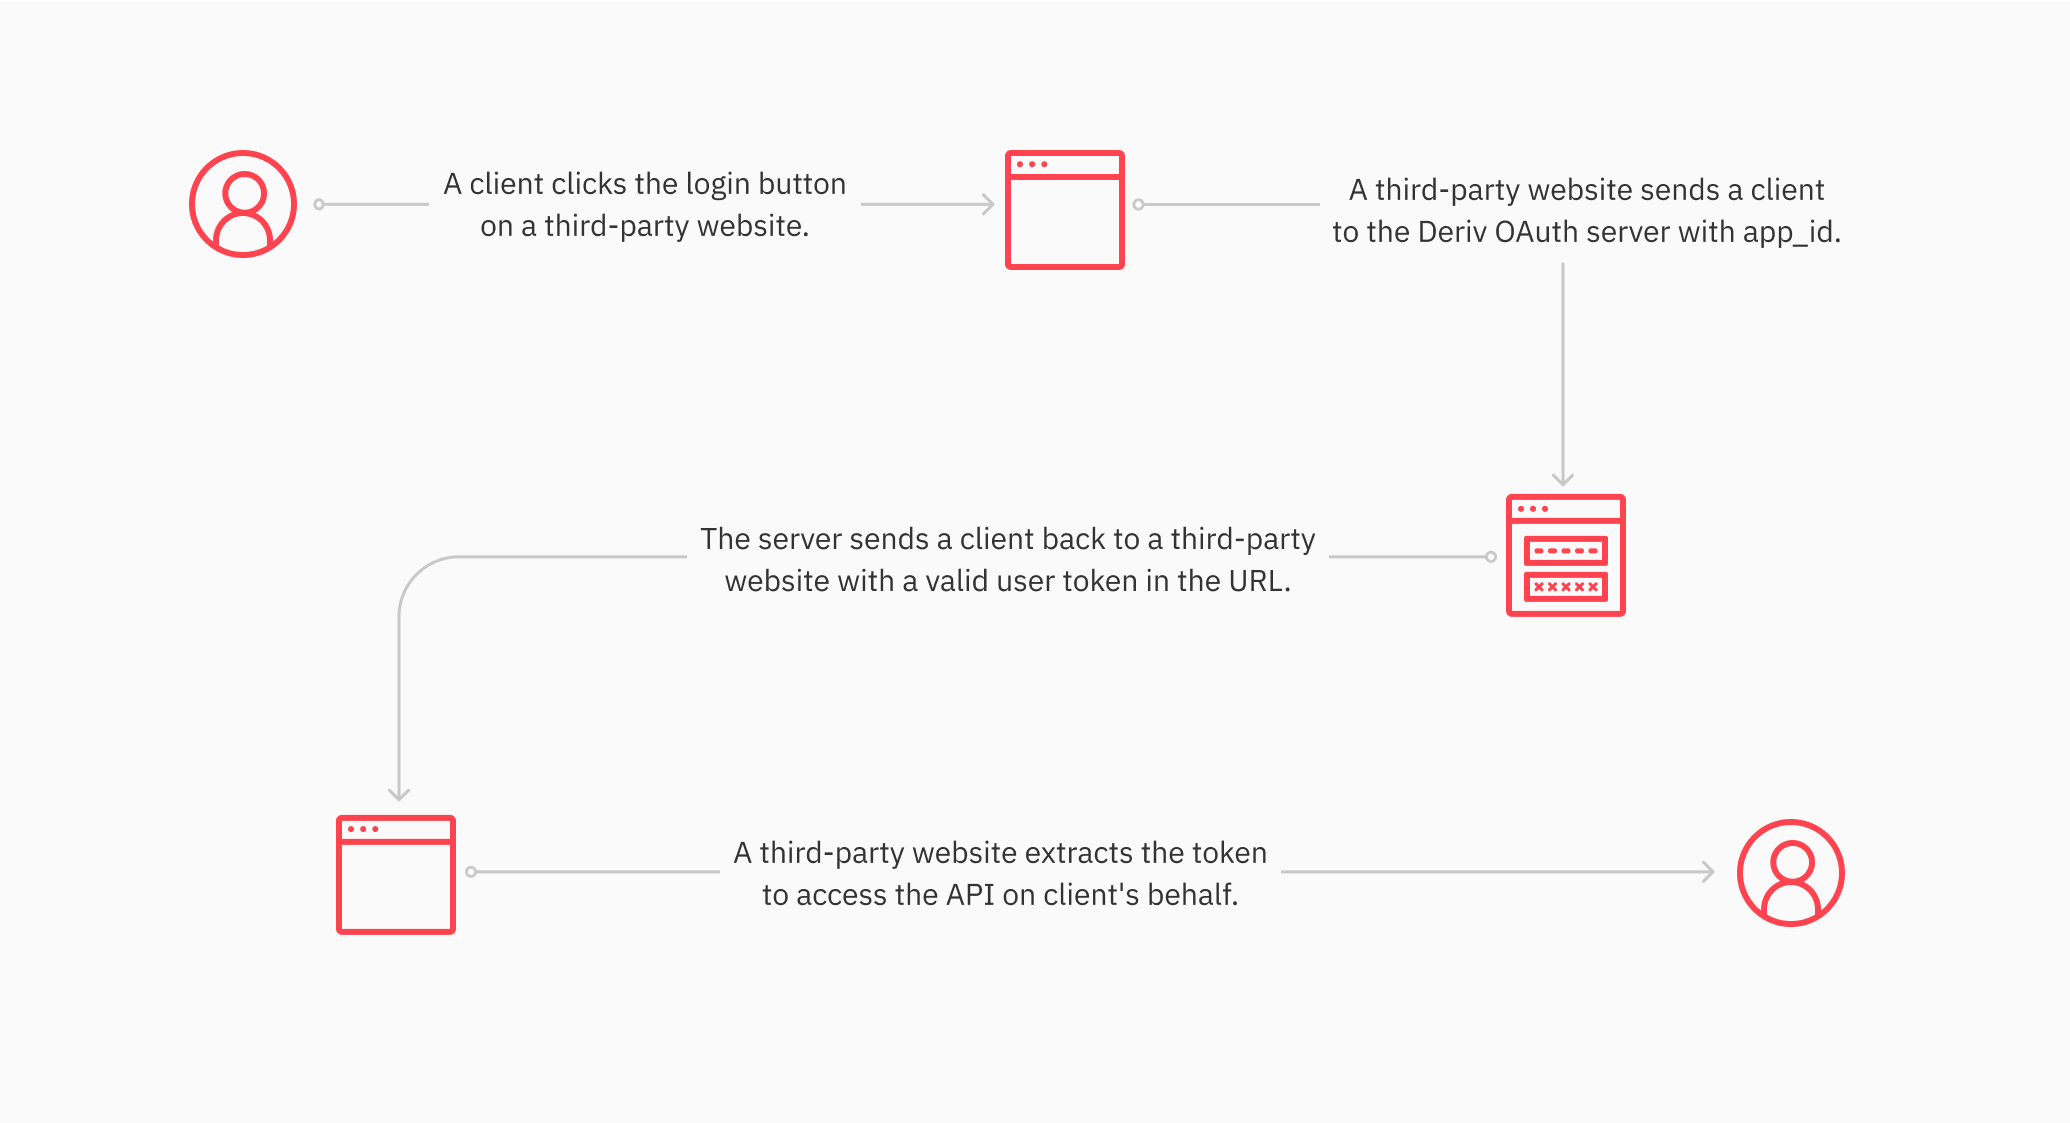 A client clicks the login button
on a third-party website.
A third-party website sends a client
to the Deriv OAuth server with app_id.
The server sends a client back to a third-party
website with a valid user token in the URL.
A third-party website extracts the token
to access the API on client's behalf.